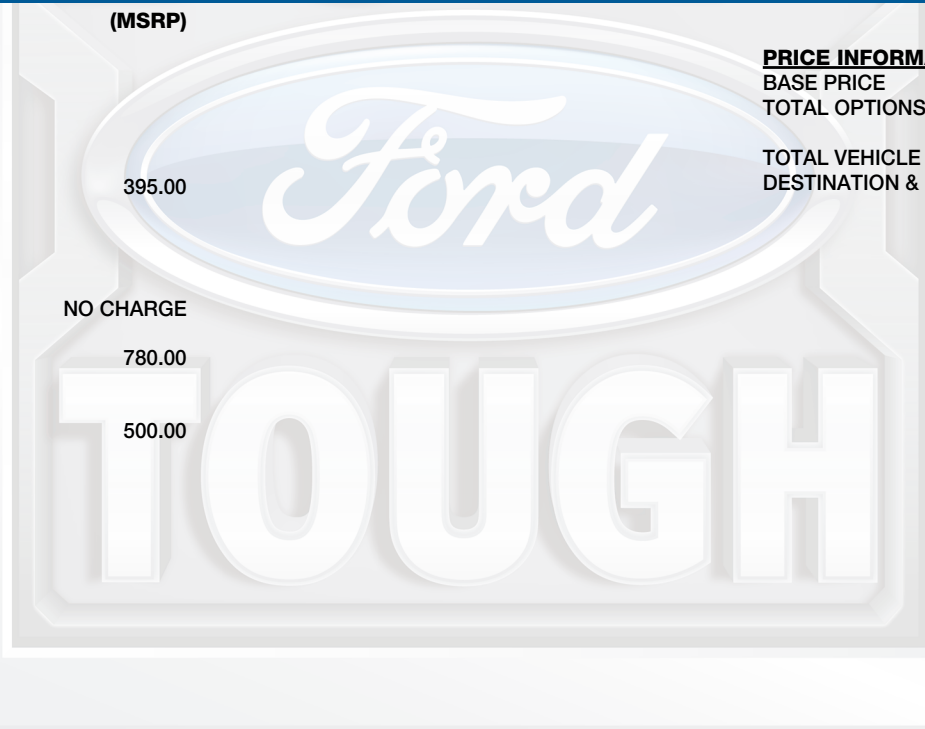 (MSRP)
PRICE INFORM
BASE PRICE
TOTAL OPTIONS
TOTAL VEHICLE
DESTINATION &
395.00
NO CHARGE
780.00
500.00
Ford
TOUGH